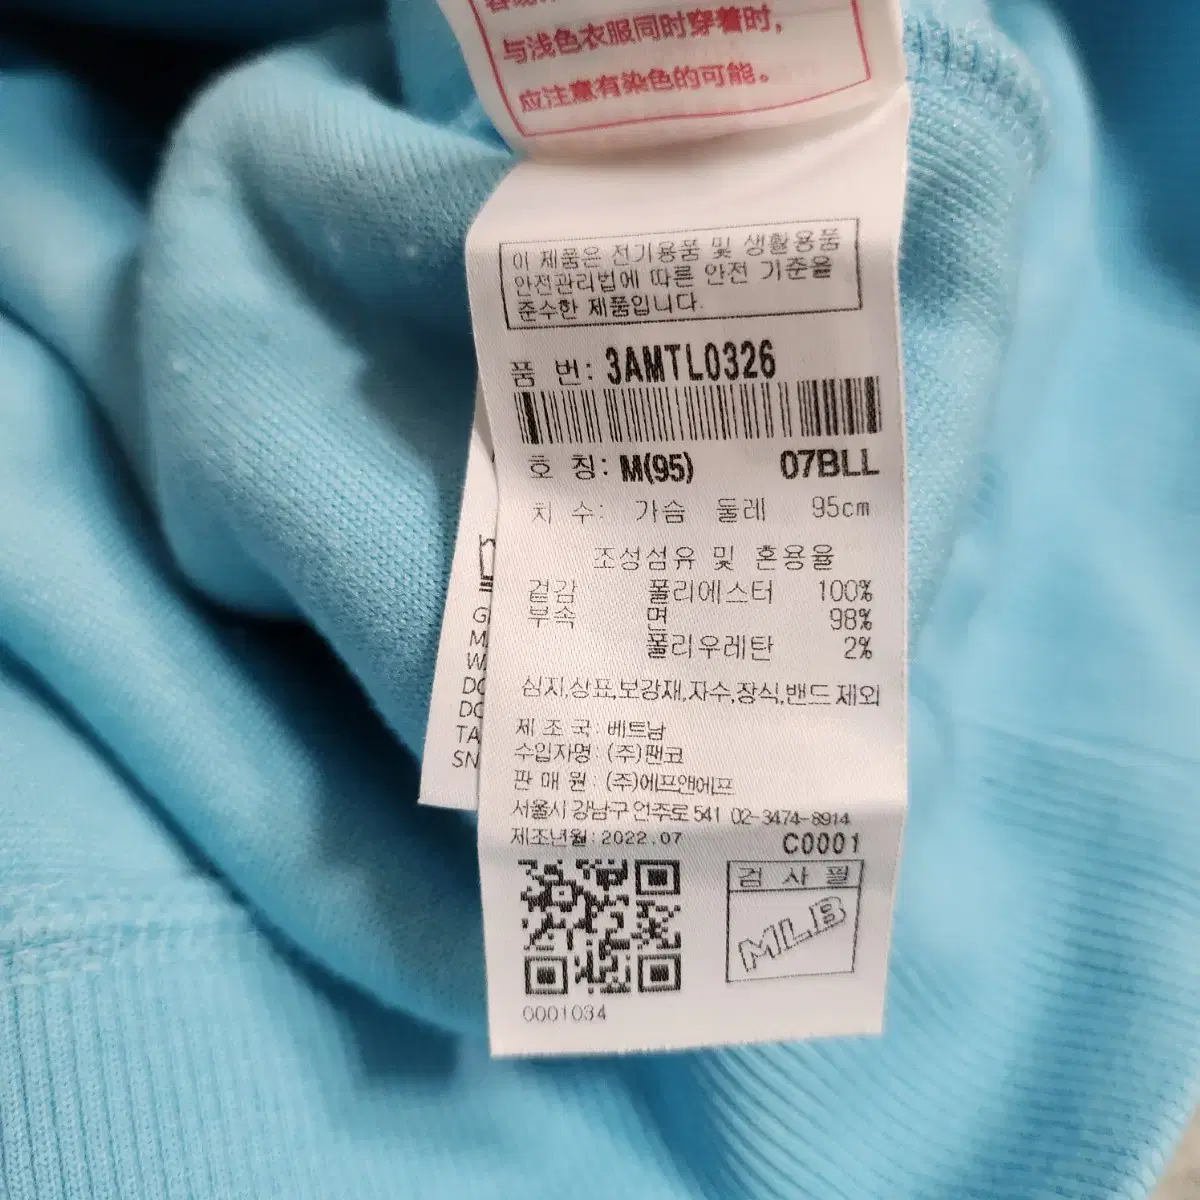 与浅色衣服同时穿着时,
应注意有染色的可能。
이 제품은 전기용품 및 생활용품
안전관리법에 따른 안전 기준을
준수한 제품입니다.
품 번: 3AMTL0326
호 칭: M(95) 07BLL
치 수: 가슴 둘레 95cm
조성섬유 및 혼용율
겉감 폴리에스터 100%
부속 면 98%
폴리우레탄 2%
심지,상표,보강재,자수,장식,밴드 제외
제 조 국 : 베트남
수입자명 : (주)팬코
판 매 원 : (주)에프앤에프
서울시 강남구 언주로 541 02-3474-8914
제조년월 : 2022.07
C0001
검 사 필
MLB
0001034